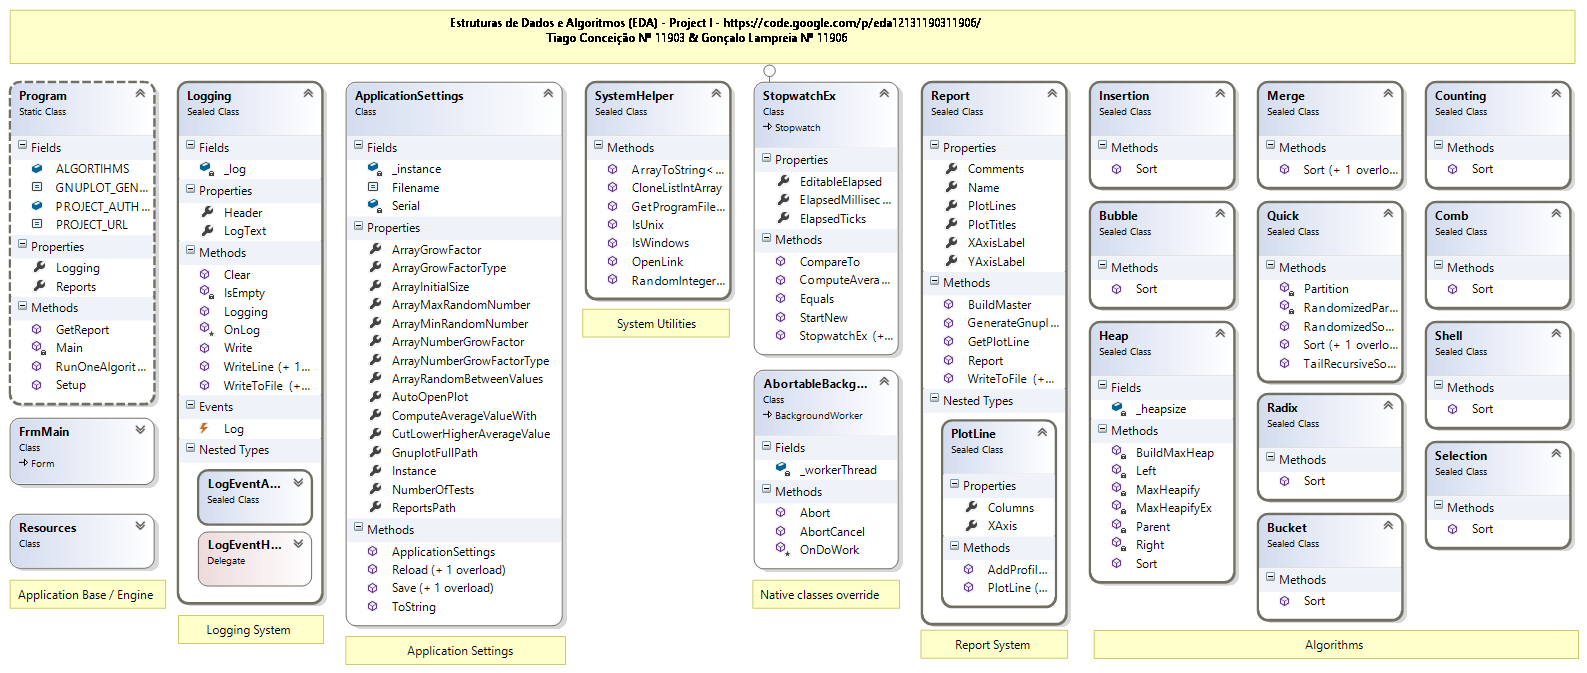 Estruturas de Dados e Algoritmos (EDA) - Project I - https://code.google.com/p/eda12131190311906/
Tiago Conceição Nº 11903 & Gonçalo Lampreia Nº 11906
Program
Static Class
Fields
ALGORTIHMS
GNUPLOT_GEN...
PROJECT_AUTH...
PROJECT_URL
Properties
Logging
Reports
Methods
GetReport
Main
RunOneAlgorit...
Setup
FrmMain
Class
Form
Resources
Class
Application Base / Engine
Logging
Sealed Class
Fields
_log
Properties
Header
LogText
Methods
Clear
IsEmpty
Logging
OnLog
Write
WriteLine (+ 1...
WriteToFile (+...
Events
Log
Nested Types
LogEventA...
Sealed Class
LogEventH...
Delegate
Logging System
ApplicationSettings
Class
Fields
_instance
Filename
Serial
Properties
ArrayGrowFactor
ArrayGrowFactorType
ArrayInitialSize
ArrayMaxRandomNumber
ArrayMinRandomNumber
ArrayNumberGrowFactor
ArrayNumberGrowFactorType
ArrayRandomBetweenValues
AutoOpenPlot
ComputeAverageValueWith
CutLowerHigherAverageValue
GnuplotFullPath
Instance
NumberOfTests
ReportsPath
Methods
ApplicationSettings
Reload (+ 1 overload)
Save (+ 1 overload)
ToString
Application Settings
SystemHelper
Sealed Class
Methods
ArrayToString<...
CloneListIntArray
GetProgramFile...
IsUnix
IsWindows
OpenLink
RandomInteger...
System Utilities
StopwatchEx
Class
Stopwatch
Properties
EditableElapsed
ElapsedMillisec...
ElapsedTicks
Methods
CompareTo
ComputeAvera...
Equals
StartNew
StopwatchEx (+...
AbortableBackg...
Class
BackgroundWorker
Fields
_workerThread
Methods
Abort
AbortCancel
OnDoWork
Native classes override
Report
Sealed Class
Properties
Comments
Name
PlotLines
PlotTitles
XAxisLabel
YAxisLabel
Methods
BuildMaster
GenerateGnupl...
GetPlotLine
Report
WriteToFile (+...
Nested Types
PlotLine
Sealed Class
Properties
Columns
XAxis
Methods
AddProfil...
PlotLine (...
Report System
Insertion
Sealed Class
Methods
Sort
Bubble
Sealed Class
Methods
Sort
Heap
Sealed Class
Fields
_heapsize
Methods
BuildMaxHeap
Left
MaxHeapify
MaxHeapifyEx
Parent
Right
Sort
Merge
Sealed Class
Methods
Sort (+ 1 overlo...
Quick
Sealed Class
Methods
Partition
RandomizedPar...
RandomizedSo...
Sort (+ 1 overlo...
TailRecursiveSo...
Radix
Sealed Class
Methods
Sort
Bucket
Sealed Class
Methods
Sort
Counting
Sealed Class
Methods
Sort
Comb
Sealed Class
Methods
Sort
Shell
Sealed Class
Methods
Sort
Selection
Sealed Class
Methods
Sort
Algorithms